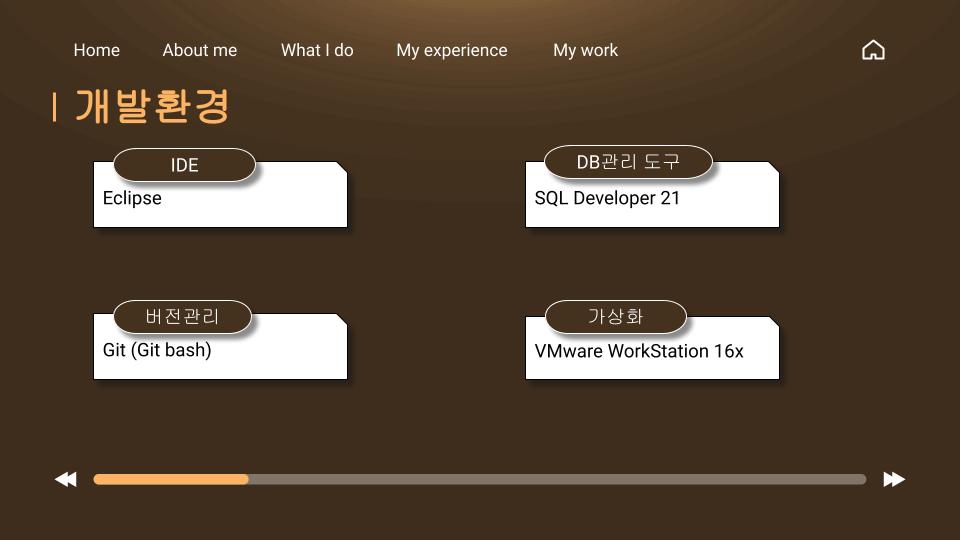 Home
About me
What I do
My experience
My work
개발환경
IDE
Eclipse
DB관리 도구
SQL Developer 21
버전관리
Git (Git bash)
가상화
VMware WorkStation 16x